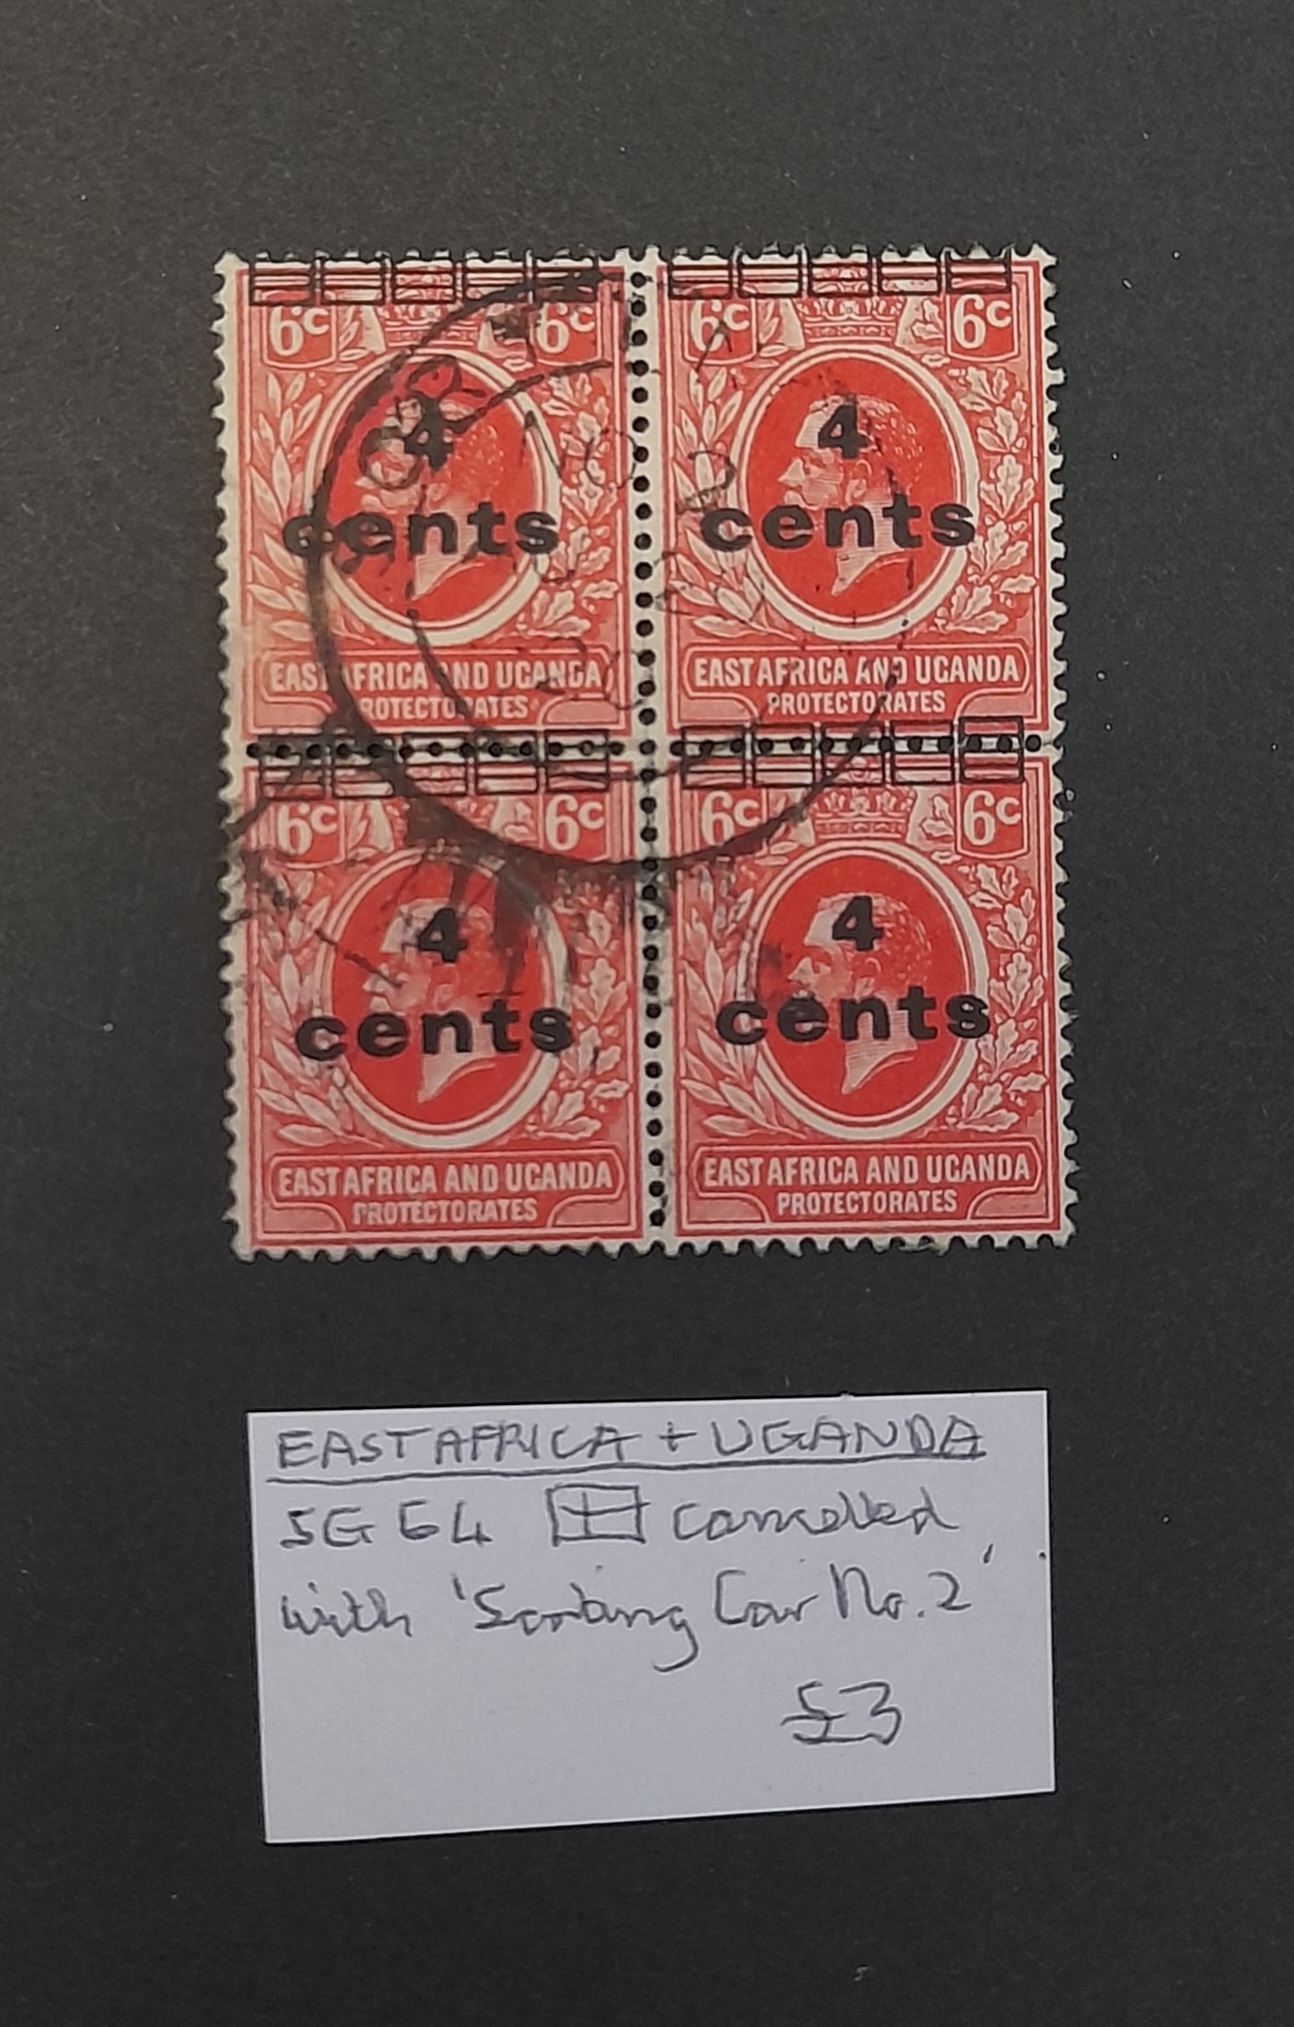 6c 6c 6c 6c
4 4
cents cents
EAST AFRICA AND UGANDA EAST AFRICA AND UGANDA
PROTECTORATES PROTECTORATES
6c 6c 6c 6c
4 4
cents cents
EAST AFRICA AND UGANDA EAST AFRICA AND UGANDA
PROTECTORATES PROTECTORATES
EAST AFRICA + UGANDA
SG 64 cancelled
with 'Sorting Car No. 2'
£3